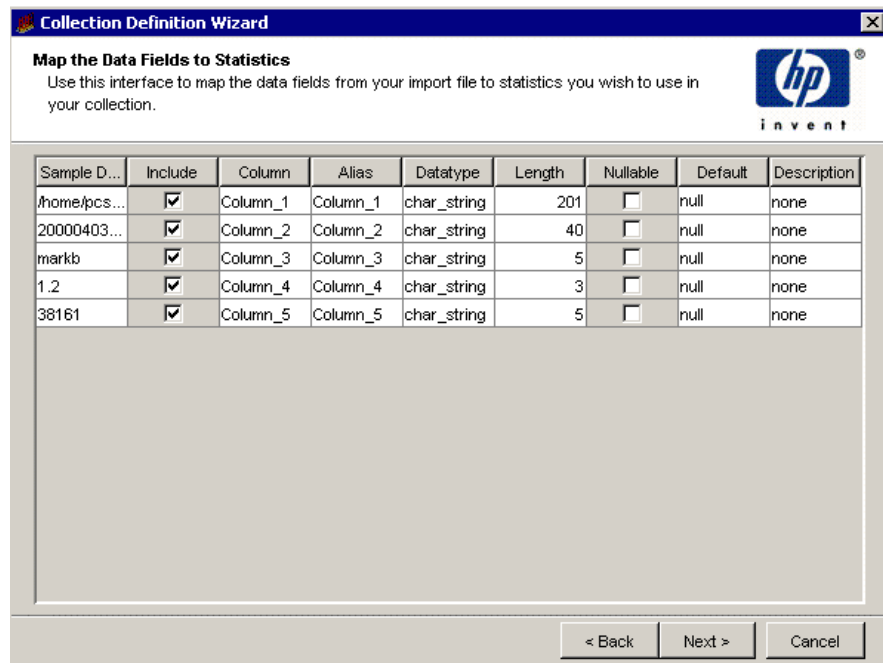 Collection Definition Wizard
Map the Data Fields to Statistics
Use this interface to map the data fields from your import file to statistics you wish to use in
your collection.
hp ®
invent
Sample D... Include Column Alias Datatype Length Nullable Default Description
/home/pcs... Column_1 Column_1 char_string 201 null none
20000403... Column_2 Column_2 char_string 40 null none
markb Column_3 Column_3 char_string 5 null none
1.2 Column_4 Column_4 char_string 3 null none
38161 Column_5 Column_5 char_string 5 null none
< Back Next > Cancel